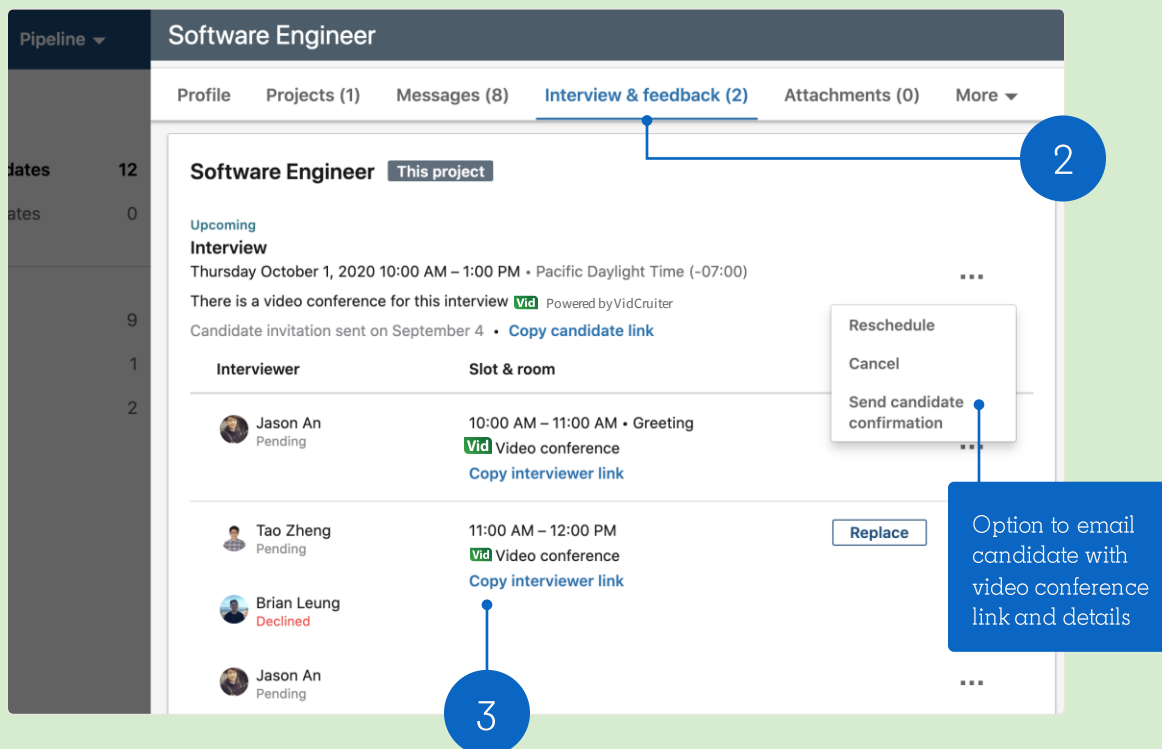 Pipeline
Software Engineer
Profile Projects (1) Messages (8) Interview & feedback (2) Attachments (0) More
2
dates 12
ates 0
9
1
2
Software Engineer This project
Upcoming
Interview
Thursday October 1, 2020 10:00 AM – 1:00 PM • Pacific Daylight Time (-07:00)
There is a video conference for this interview Vid Powered by VidCruiter
Candidate invitation sent on September 4 • Copy candidate link
Reschedule
Cancel
Send candidate
confirmation
Interviewer Slot & room
Jason An 10:00 AM – 11:00 AM • Greeting
Pending Vid Video conference
Copy interviewer link
Tao Zheng 11:00 AM – 12:00 PM Replace
Pending Vid Video conference
Copy interviewer link
Brian Leung
Declined
Jason An
Pending
Option to email
candidate with
video conference
link and details
3